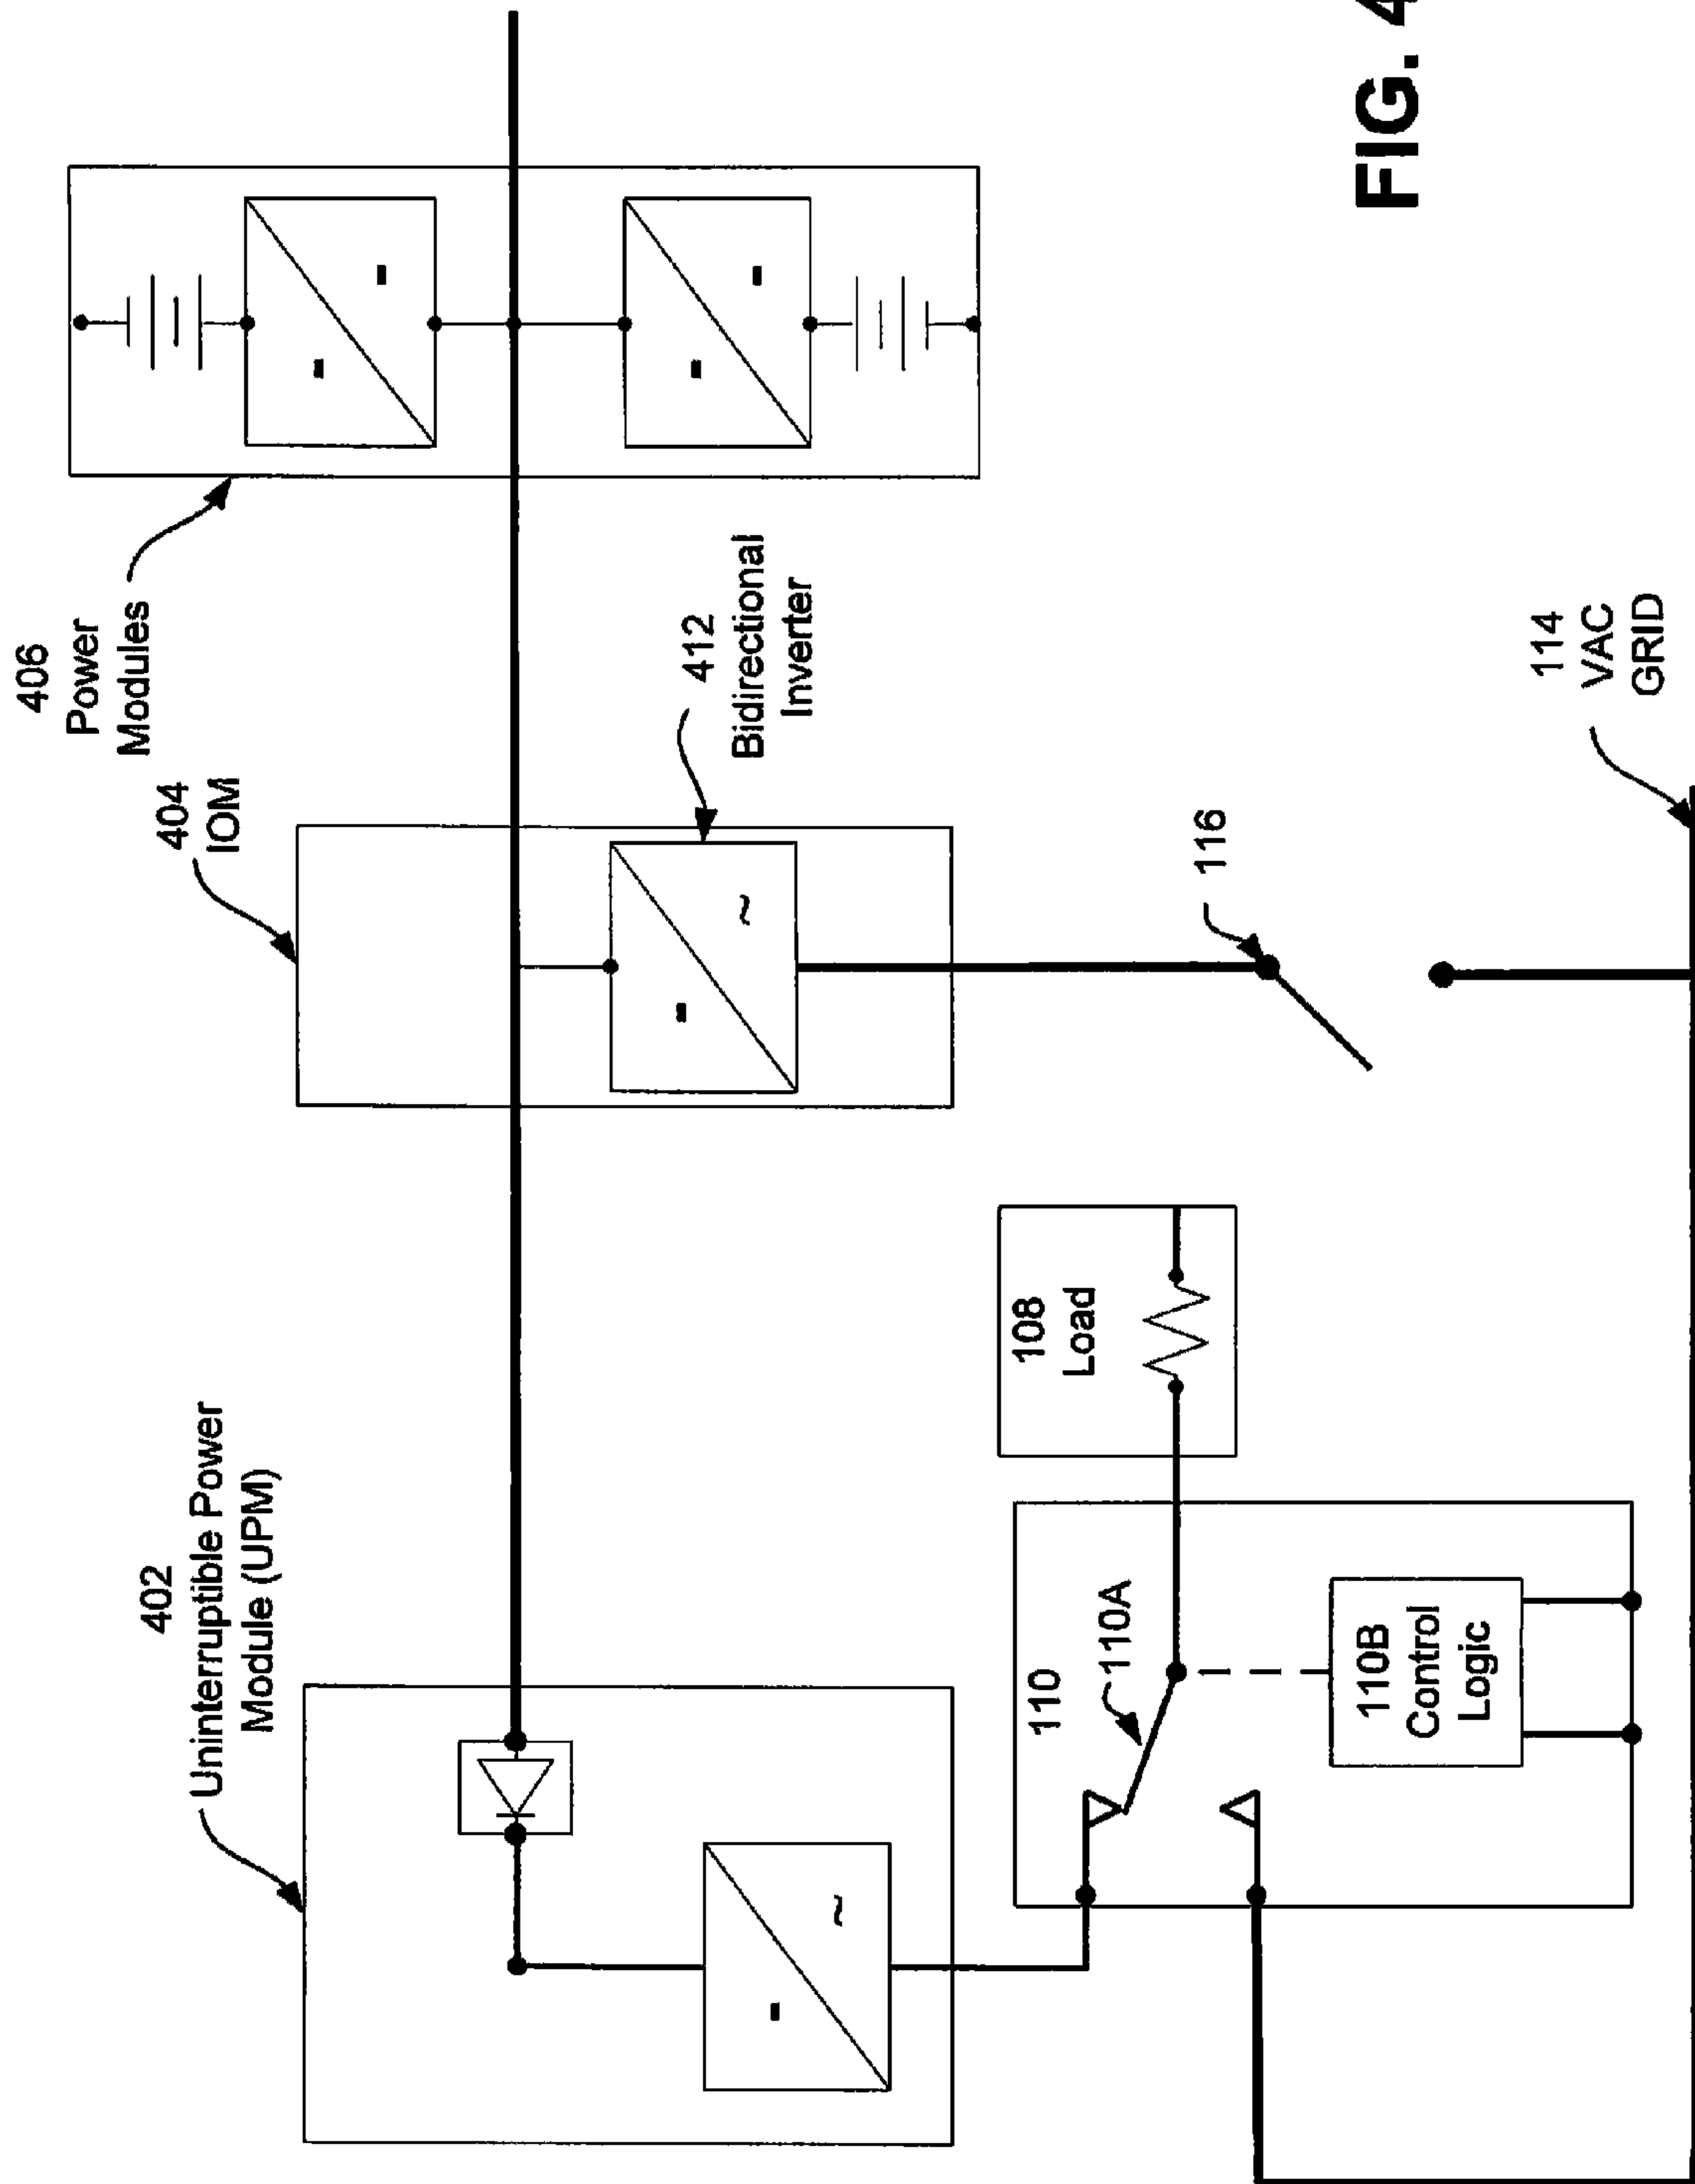 402
Uninterruptible Power
Module (UPM)
404
IOM
406
Power
Modules
412
Bidirectional
Inverter
108
Load
110
110A
110B
Control
Logic
116
114
VAC
GRID
FIG. 4